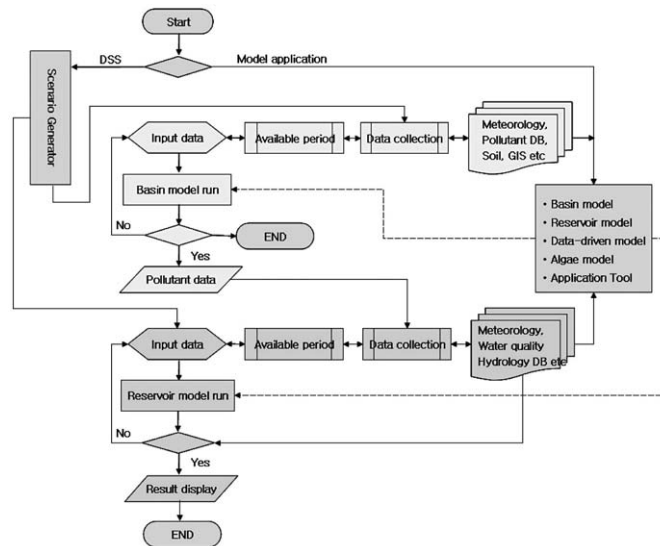 Start
DSS
Model application
Scenario Generator
Input data
Available period
Data collection
Meteorology,
Pollutant DB,
Soil, GIS etc
Basin model run
• Basin model
• Reservoir model
• Data-driven model
• Algae model
• Application Tool
No
END
Yes
Pollutant data
Input data
Available period
Data collection
Meteorology,
Water quality
Hydrology DB etc
Reservoir model run
No
Yes
Result display
END